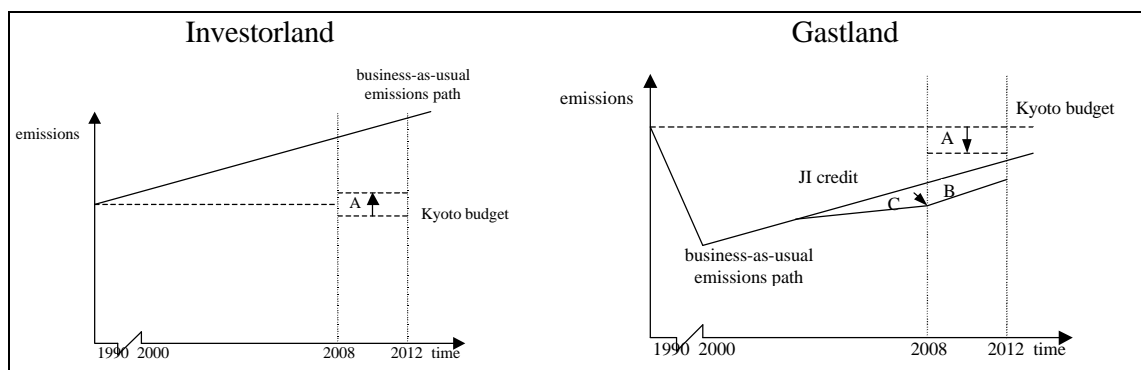 Investorland
business-as-usual
emissions path
emissions
A
Kyoto budget
1990 2000 2008 2012 time
Gastland
emissions
Kyoto budget
A
JI credit
B
C
business-as-usual
emissions path
1990 2000 2008 2012 time